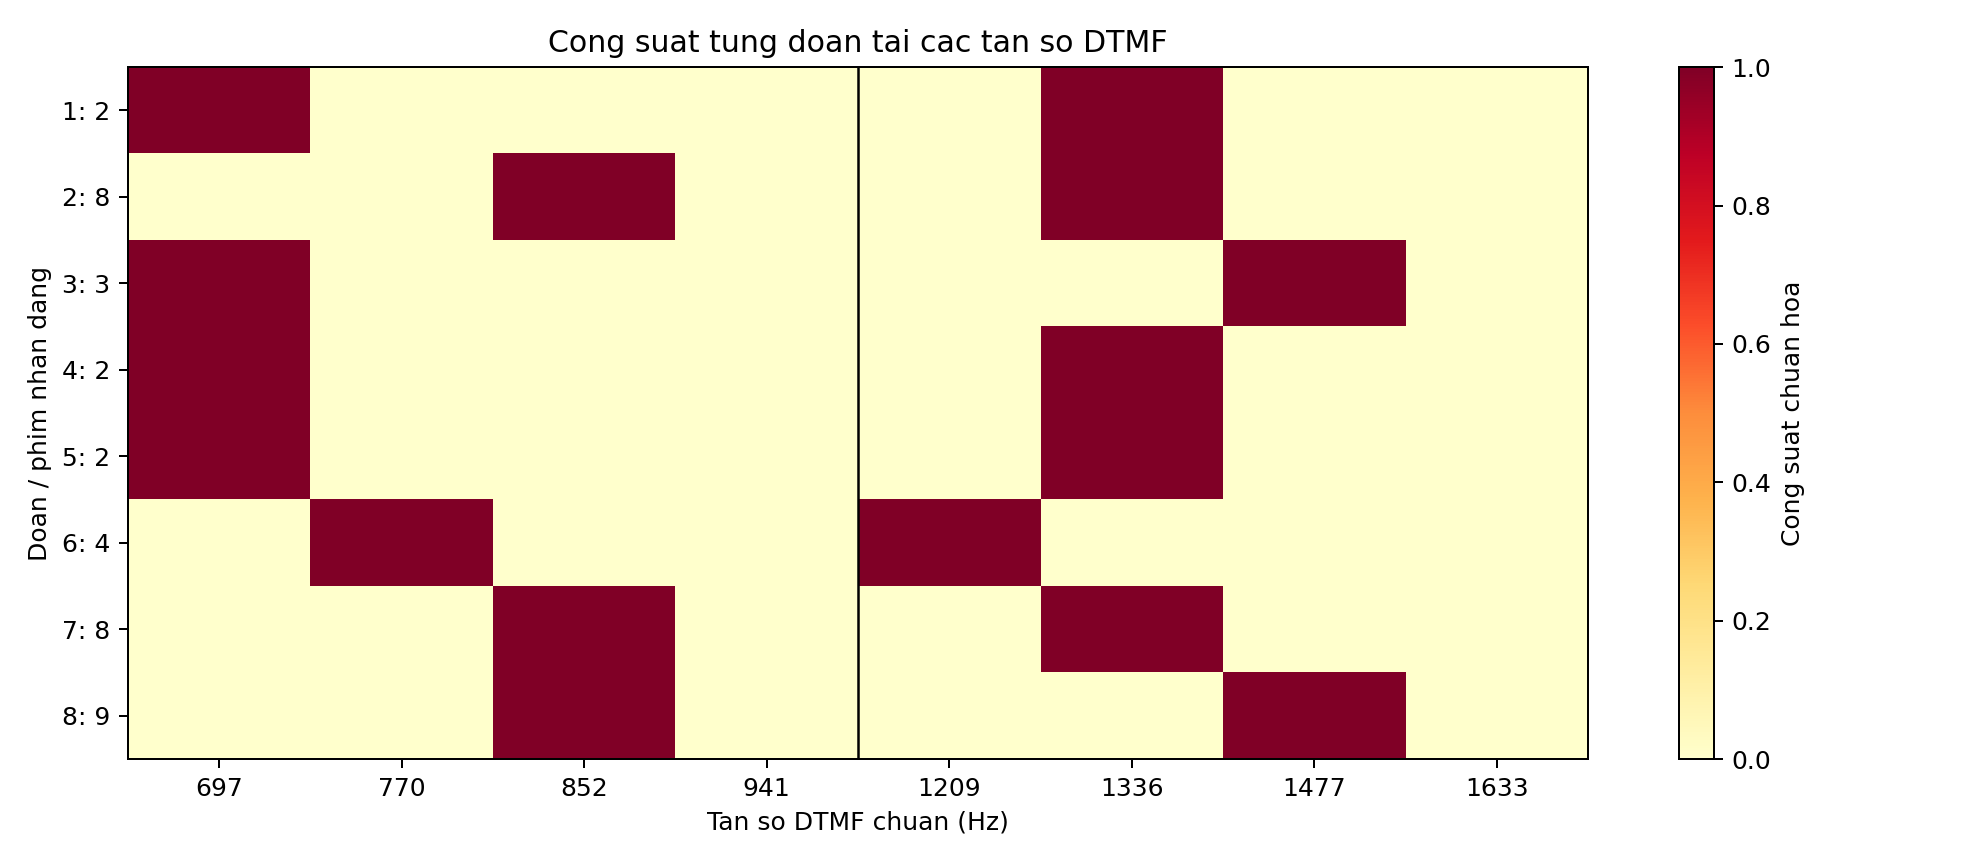 Cong suat tung doan tai cac tan so DTMF
Doan / phim nhan dang
1: 2
2: 8
3: 3
4: 2
5: 2
6: 4
7: 8
8: 9
697 770 852 941 1209 1336 1477 1633
Tan so DTMF chuan (Hz)
1.0
0.8
0.6
0.4
0.2
0.0
Cong suat chuan hoa